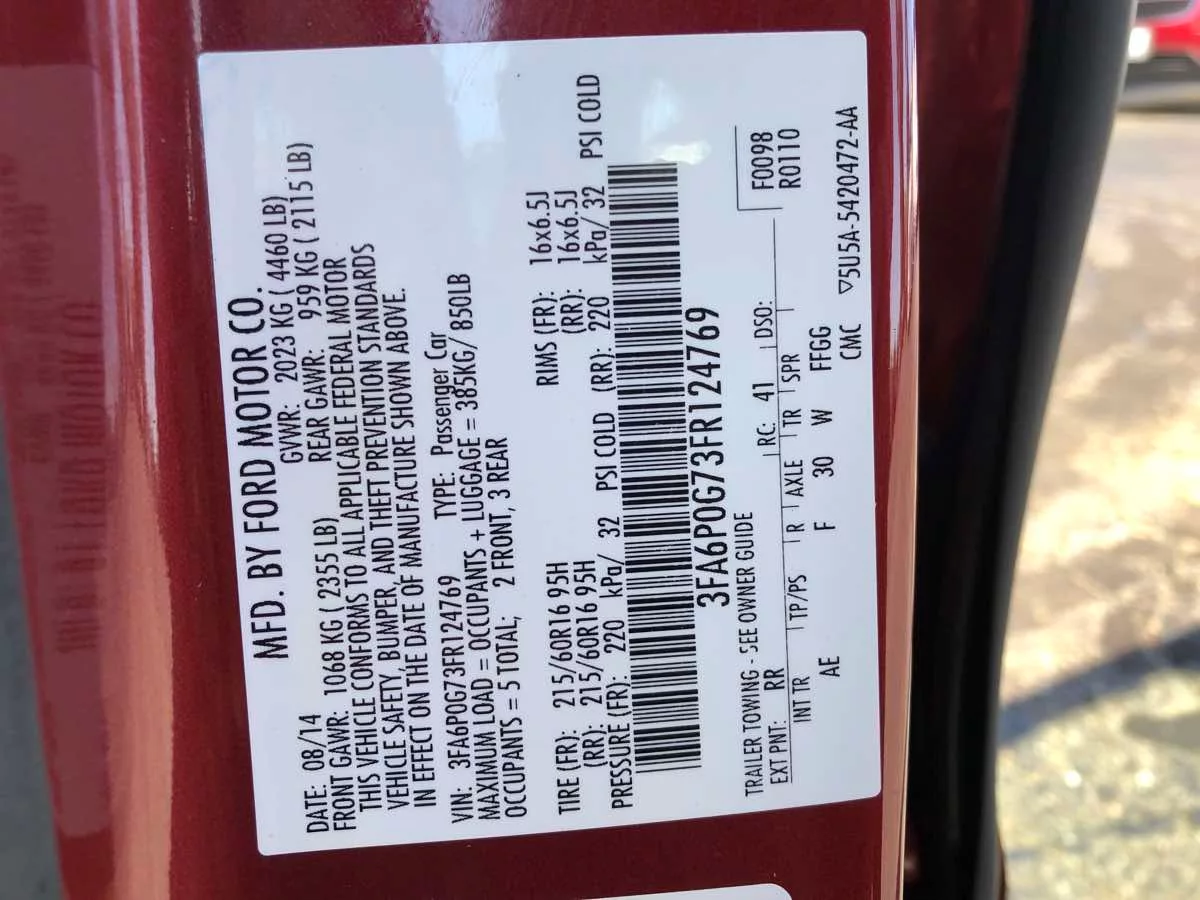 MFD. BY FORD MOTOR CO.
DATE: 08/14 GVWR: 2023 KG ( 4460 LB)
FRONT GAWR: 1068 KG ( 2355 LB) REAR GAWR: 959 KG ( 2115 LB)
THIS VEHICLE CONFORMS TO ALL APPLICABLE FEDERAL MOTOR
VEHICLE SAFETY, BUMPER, AND THEFT PREVENTION STANDARDS
IN EFFECT ON THE DATE OF MANUFACTURE SHOWN ABOVE.
VIN: 3FA6P0G73FR124769 TYPE: Passenger Car
MAXIMUM LOAD = OCCUPANTS + LUGGAGE = 385KG/ 850LB
OCCUPANTS = 5 TOTAL; 2 FRONT, 3 REAR
TIRE (FR): 215/60R16 95H RIMS (FR): 16x6.5J
(RR): 215/60R16 95H (RR): 16x6.5J
PRESSURE (FR): 220 kPa/ 32 PSI COLD (RR): 220 kPa/ 32 PSI COLD
3FA6P0G73FR124769
TRAILER TOWING - SEE OWNER GUIDE F0098
EXT PNT: RR RC: 41 DSO: R0110
INT TR TP/PS R AXLE TR SPR
AE F 30 W FFGG
CMC ▽5U5A-5420472-AA